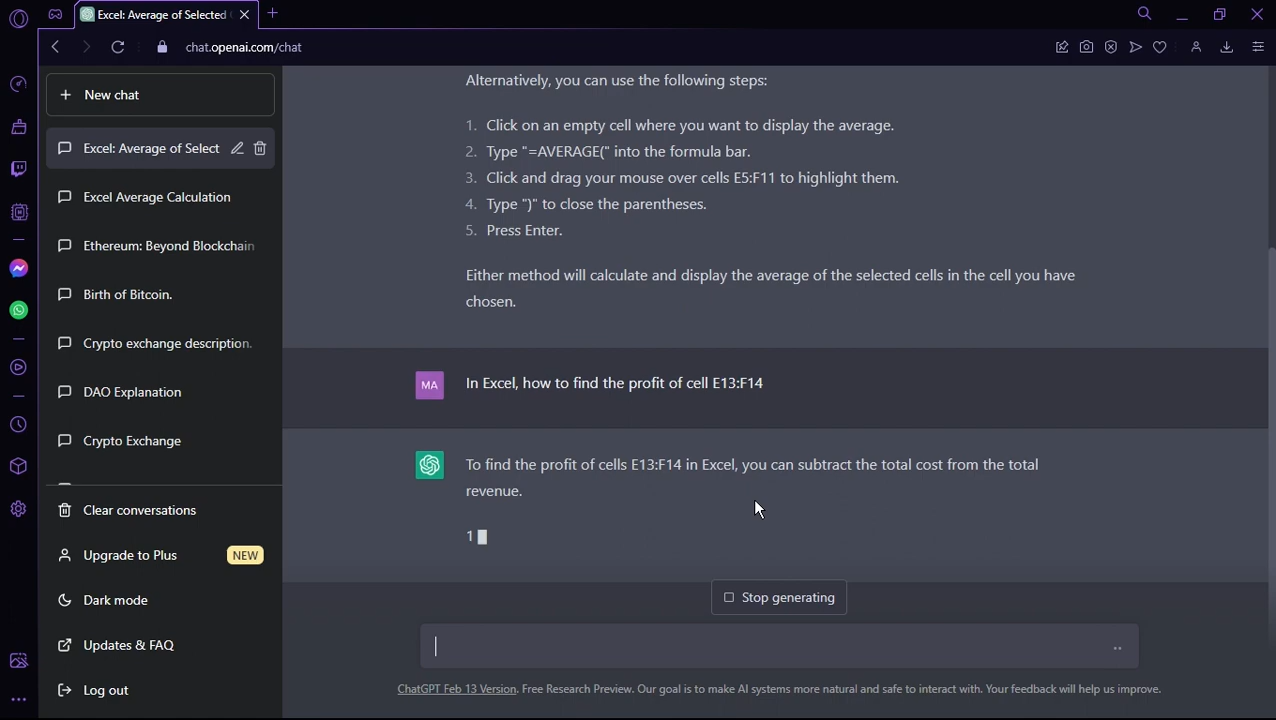 Excel: Average of Selected
chat.openai.com/chat
New chat
Excel: Average of Select
Excel Average Calculation
Ethereum: Beyond Blockchain
Birth of Bitcoin.
Crypto exchange description.
DAO Explanation
Crypto Exchange
Clear conversations
Upgrade to Plus NEW
Dark mode
Updates & FAQ
Log out
Alternatively, you can use the following steps:
1. Click on an empty cell where you want to display the average.
2. Type "=AVERAGE(" into the formula bar.
3. Click and drag your mouse over cells E5:F11 to highlight them.
4. Type ")" to close the parentheses.
5. Press Enter.
Either method will calculate and display the average of the selected cells in the cell you have
chosen.
MA In Excel, how to find the profit of cell E13:F14
To find the profit of cells E13:F14 in Excel, you can subtract the total cost from the total
revenue.
1
Stop generating
ChatGPT Feb 13 Version. Free Research Preview. Our goal is to make AI systems more natural and safe to interact with. Your feedback will help us improve.